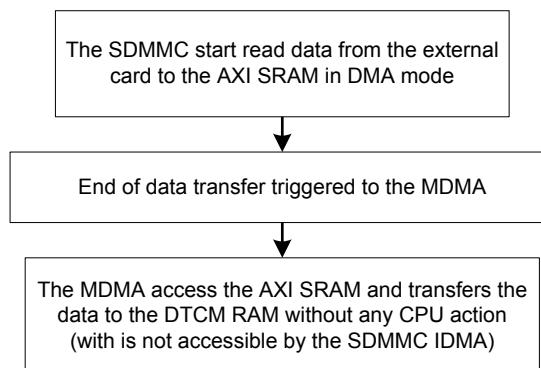 The SDMMC start read data from the external
card to the AXI SRAM in DMA mode
End of data transfer triggered to the MDMA
The MDMA access the AXI SRAM and transfers the
data to the DTCM RAM without any CPU action
(with is not accessible by the SDMMC IDMA)